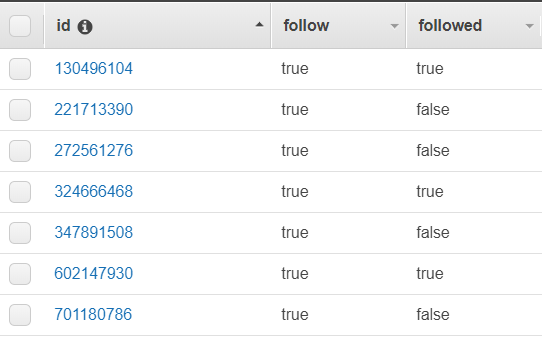 id follow followed
130496104 true true
221713390 true false
272561276 true false
324666468 true true
347891508 true false
602147930 true true
701180786 true false